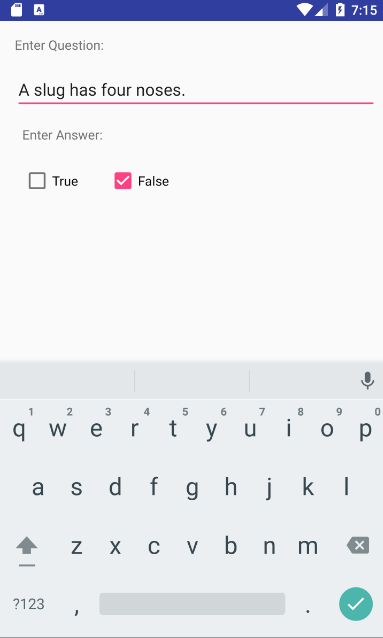 A 7:15
Enter Question:
A slug has four noses.
Enter Answer:
True False
1 2 3 4 5 6 7 8 9 0
q w e r t y u i o p
a s d f g h j k l
z x c v b n m
?123 , .